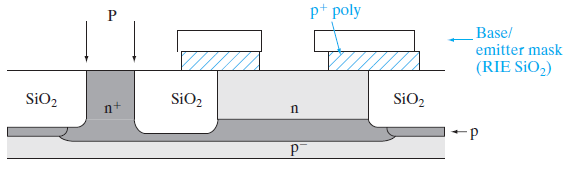 P
p+ poly
Base/
emitter mask
(RIE SiO₂)
SiO₂
n+
SiO₂
n
SiO₂
p
p−